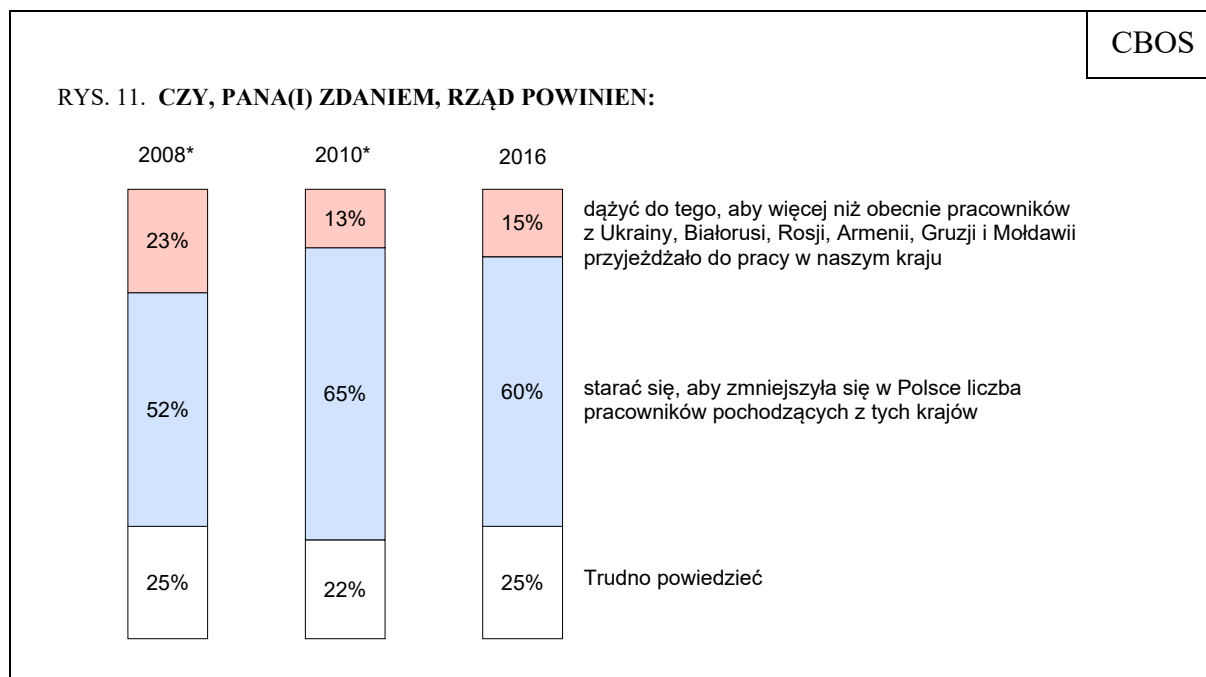 CBOS
RYS. 11. CZY, PANA(I) ZDANIEM, RZĄD POWINIEN:
2008* 2010* 2016
23% 13% 15%
dążyć do tego, aby więcej niż obecnie pracowników
z Ukrainy, Białorusi, Rosji, Armenii, Gruzji i Mołdawii
przyjeżdżało do pracy w naszym kraju
52% 65% 60%
starać się, aby zmniejszyła się w Polsce liczba
pracowników pochodzących z tych krajów
25% 22% 25%
Trudno powiedzieć